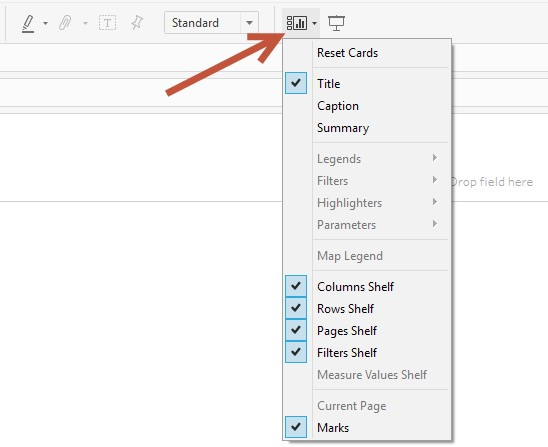 Standard
Reset Cards
Title
Caption
Summary
Legends
Filters
Highlighters
Parameters
Drop field here
Map Legend
Columns Shelf
Rows Shelf
Pages Shelf
Filters Shelf
Measure Values Shelf
Current Page
Marks